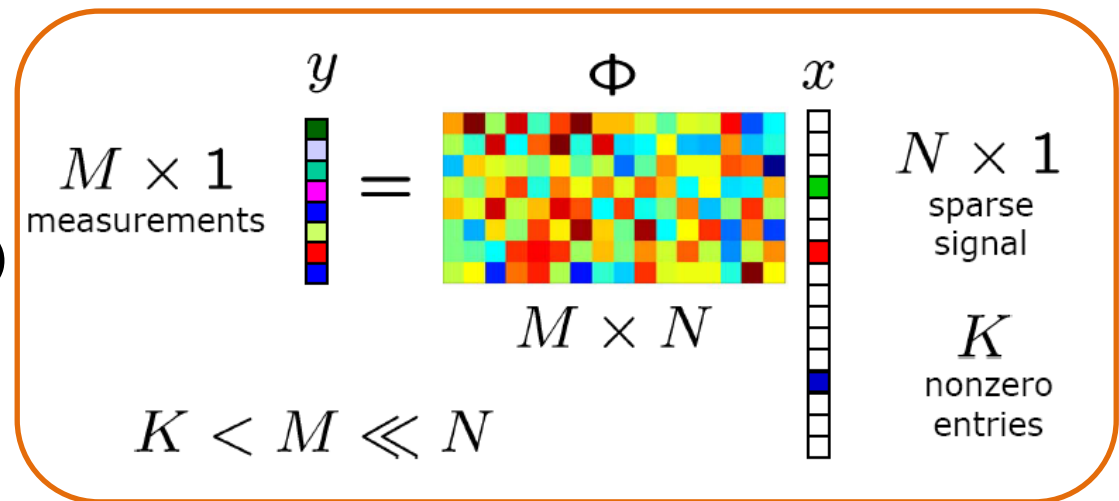 y
Φ
x
M × 1
measurements
=
N × 1
sparse
signal
M × N
K
nonzero
entries
K < M ≪ N
)